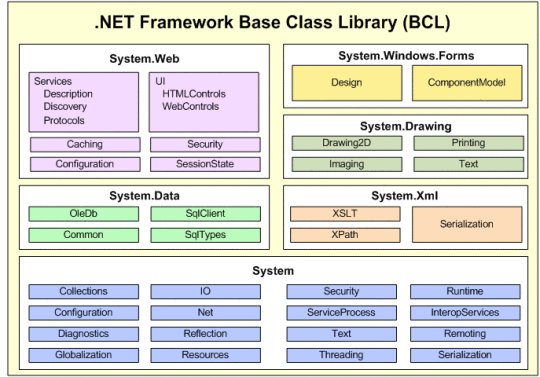 .NET Framework Base Class Library (BCL)
System.Web
Services
Description
Discovery
Protocols
UI
HTMLControls
WebControls
Caching
Security
Configuration
SessionState
System.Windows.Forms
Design
ComponentModel
System.Drawing
Drawing2D
Printing
Imaging
Text
System.Data
OleDb
SqlClient
Common
SqlTypes
System.Xml
XSLT
XPath
Serialization
System
Collections
IO
Security
Runtime
Configuration
Net
ServiceProcess
InteropServices
Diagnostics
Reflection
Text
Remoting
Globalization
Resources
Threading
Serialization